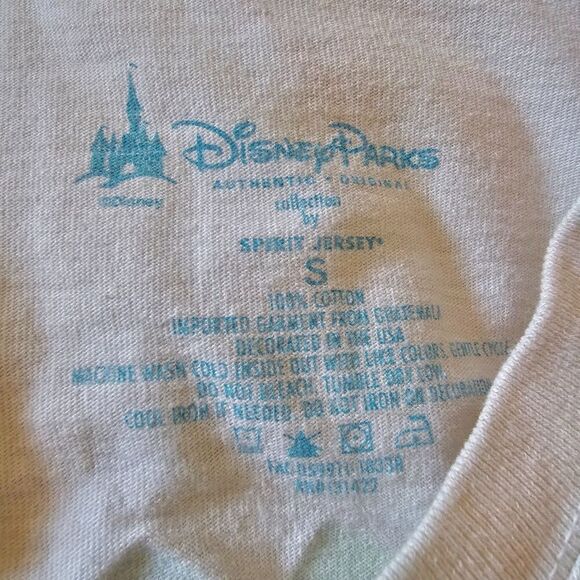 ©Disney
Disney Parks
AUTHENTIC • ORIGINAL
collection
by
SPIRIT JERSEY®
S
100% COTTON
IMPORTED GARMENT FROM GUATEMALA
DECORATED IN THE USA
MACHINE WASH COLD INSIDE OUT WITH LIKE COLORS, GENTLE CYCLE
DO NOT BLEACH, TUMBLE DRY LOW,
COOL IRON IF NEEDED. DO NOT IRON ON DECORATION